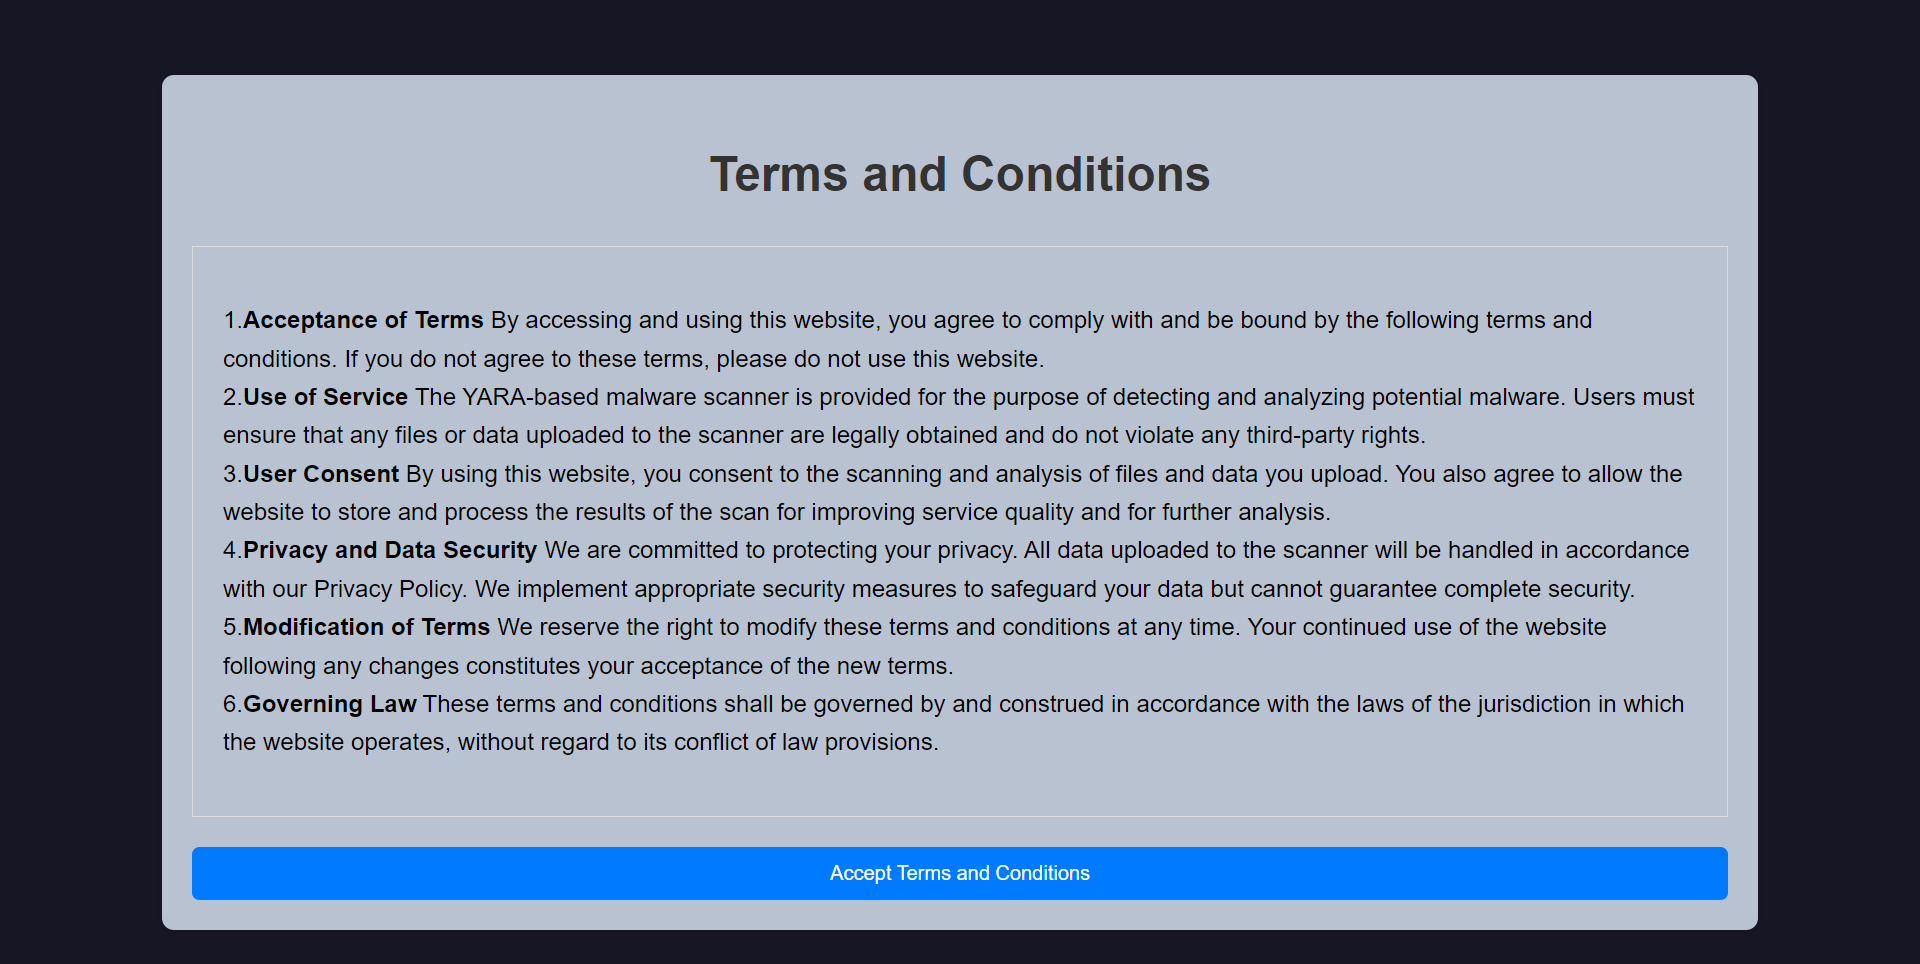 Terms and Conditions
1.Acceptance of Terms By accessing and using this website, you agree to comply with and be bound by the following terms and
conditions. If you do not agree to these terms, please do not use this website.
2.Use of Service The YARA-based malware scanner is provided for the purpose of detecting and analyzing potential malware. Users must
ensure that any files or data uploaded to the scanner are legally obtained and do not violate any third-party rights.
3.User Consent By using this website, you consent to the scanning and analysis of files and data you upload. You also agree to allow the
website to store and process the results of the scan for improving service quality and for further analysis.
4.Privacy and Data Security We are committed to protecting your privacy. All data uploaded to the scanner will be handled in accordance
with our Privacy Policy. We implement appropriate security measures to safeguard your data but cannot guarantee complete security.
5.Modification of Terms We reserve the right to modify these terms and conditions at any time. Your continued use of the website
following any changes constitutes your acceptance of the new terms.
6.Governing Law These terms and conditions shall be governed by and construed in accordance with the laws of the jurisdiction in which
the website operates, without regard to its conflict of law provisions.
Accept Terms and Conditions